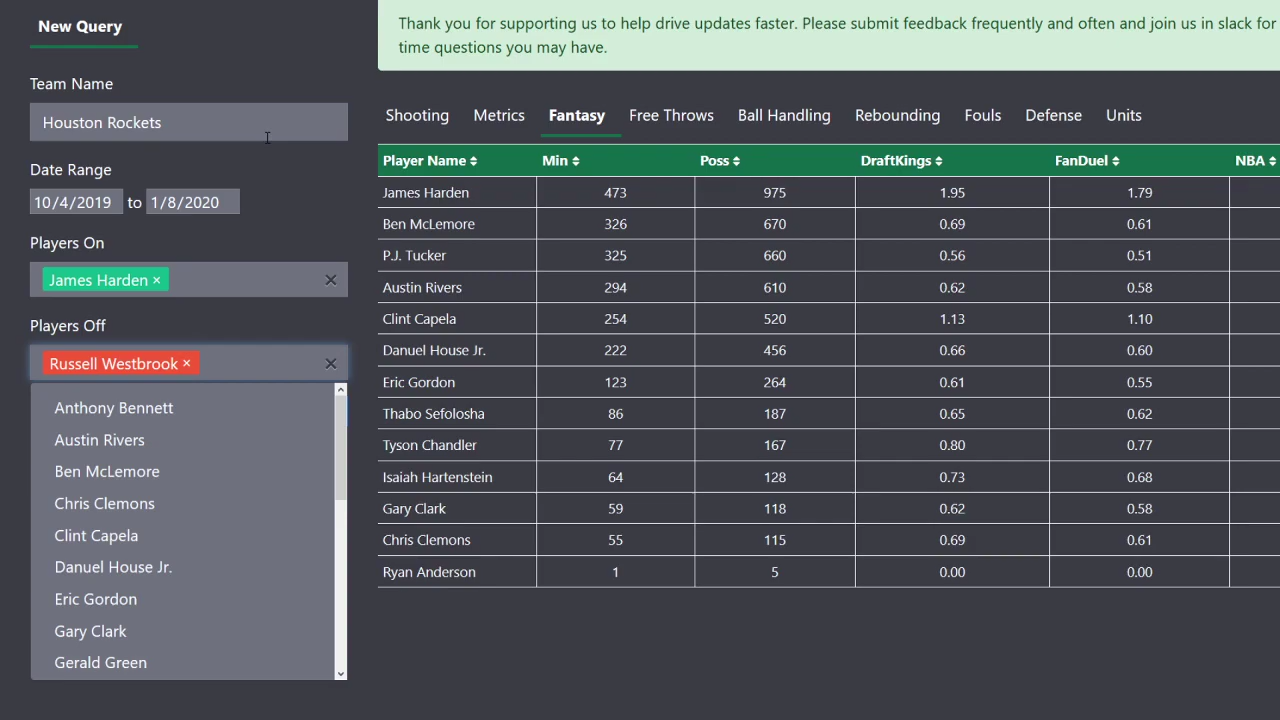 New Query
Team Name
Houston Rockets
Date Range
10/4/2019 to 1/8/2020
Players On
James Harden ×
Players Off
Russell Westbrook ×
Anthony Bennett
Austin Rivers
Ben McLemore
Chris Clemons
Clint Capela
Danuel House Jr.
Eric Gordon
Gary Clark
Gerald Green
Thank you for supporting us to help drive updates faster. Please submit feedback frequently and often and join us in slack for
time questions you may have.
Shooting Metrics Fantasy Free Throws Ball Handling Rebounding Fouls Defense Units
Player Name Min Poss DraftKings FanDuel NBA
James Harden 473 975 1.95 1.79
Ben McLemore 326 670 0.69 0.61
P.J. Tucker 325 660 0.56 0.51
Austin Rivers 294 610 0.62 0.58
Clint Capela 254 520 1.13 1.10
Danuel House Jr. 222 456 0.66 0.60
Eric Gordon 123 264 0.61 0.55
Thabo Sefolosha 86 187 0.65 0.62
Tyson Chandler 77 167 0.80 0.77
Isaiah Hartenstein 64 128 0.73 0.68
Gary Clark 59 118 0.62 0.58
Chris Clemons 55 115 0.69 0.61
Ryan Anderson 1 5 0.00 0.00